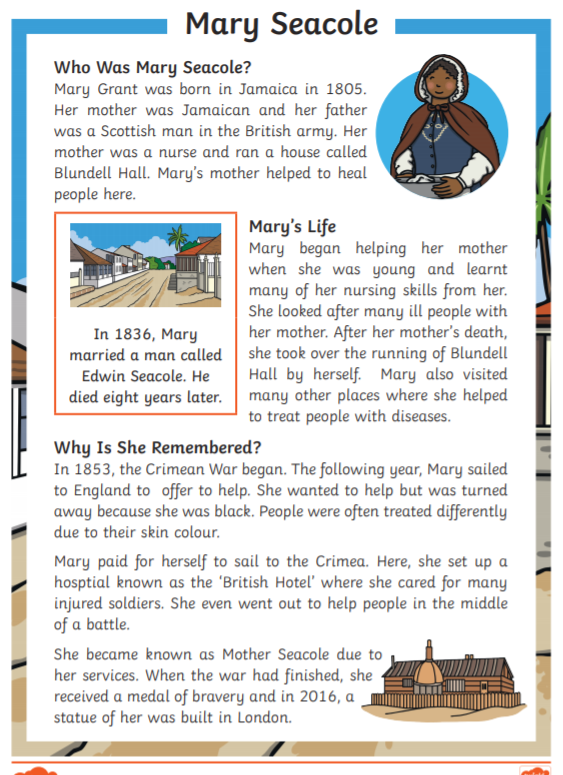 Mary Seacole
Who Was Mary Seacole?
Mary Grant was born in Jamaica in 1805.
Her mother was Jamaican and her father
was a Scottish man in the British army. Her
mother was a nurse and ran a house called
Blundell Hall. Mary's mother helped to heal
people here.
In 1836, Mary
married a man called
Edwin Seacole. He
died eight years later.
Mary's Life
Mary began helping her mother
when she was young and learnt
many of her nursing skills from her.
She looked after many ill people with
her mother. After her mother's death,
she took over the running of Blundell
Hall by herself. Mary also visited
many other places where she helped
to treat people with diseases.
Why Is She Remembered?
In 1853, the Crimean War began. The following year, Mary sailed
to England to offer to help. She wanted to help but was turned
away because she was black. People were often treated differently
due to their skin colour.
Mary paid for herself to sail to the Crimea. Here, she set up a
hosptial known as the 'British Hotel' where she cared for many
injured soldiers. She even went out to help people in the middle
of a battle.
She became known as Mother Seacole due to
her services. When the war had finished, she
received a medal of bravery and in 2016, a
statue of her was built in London.